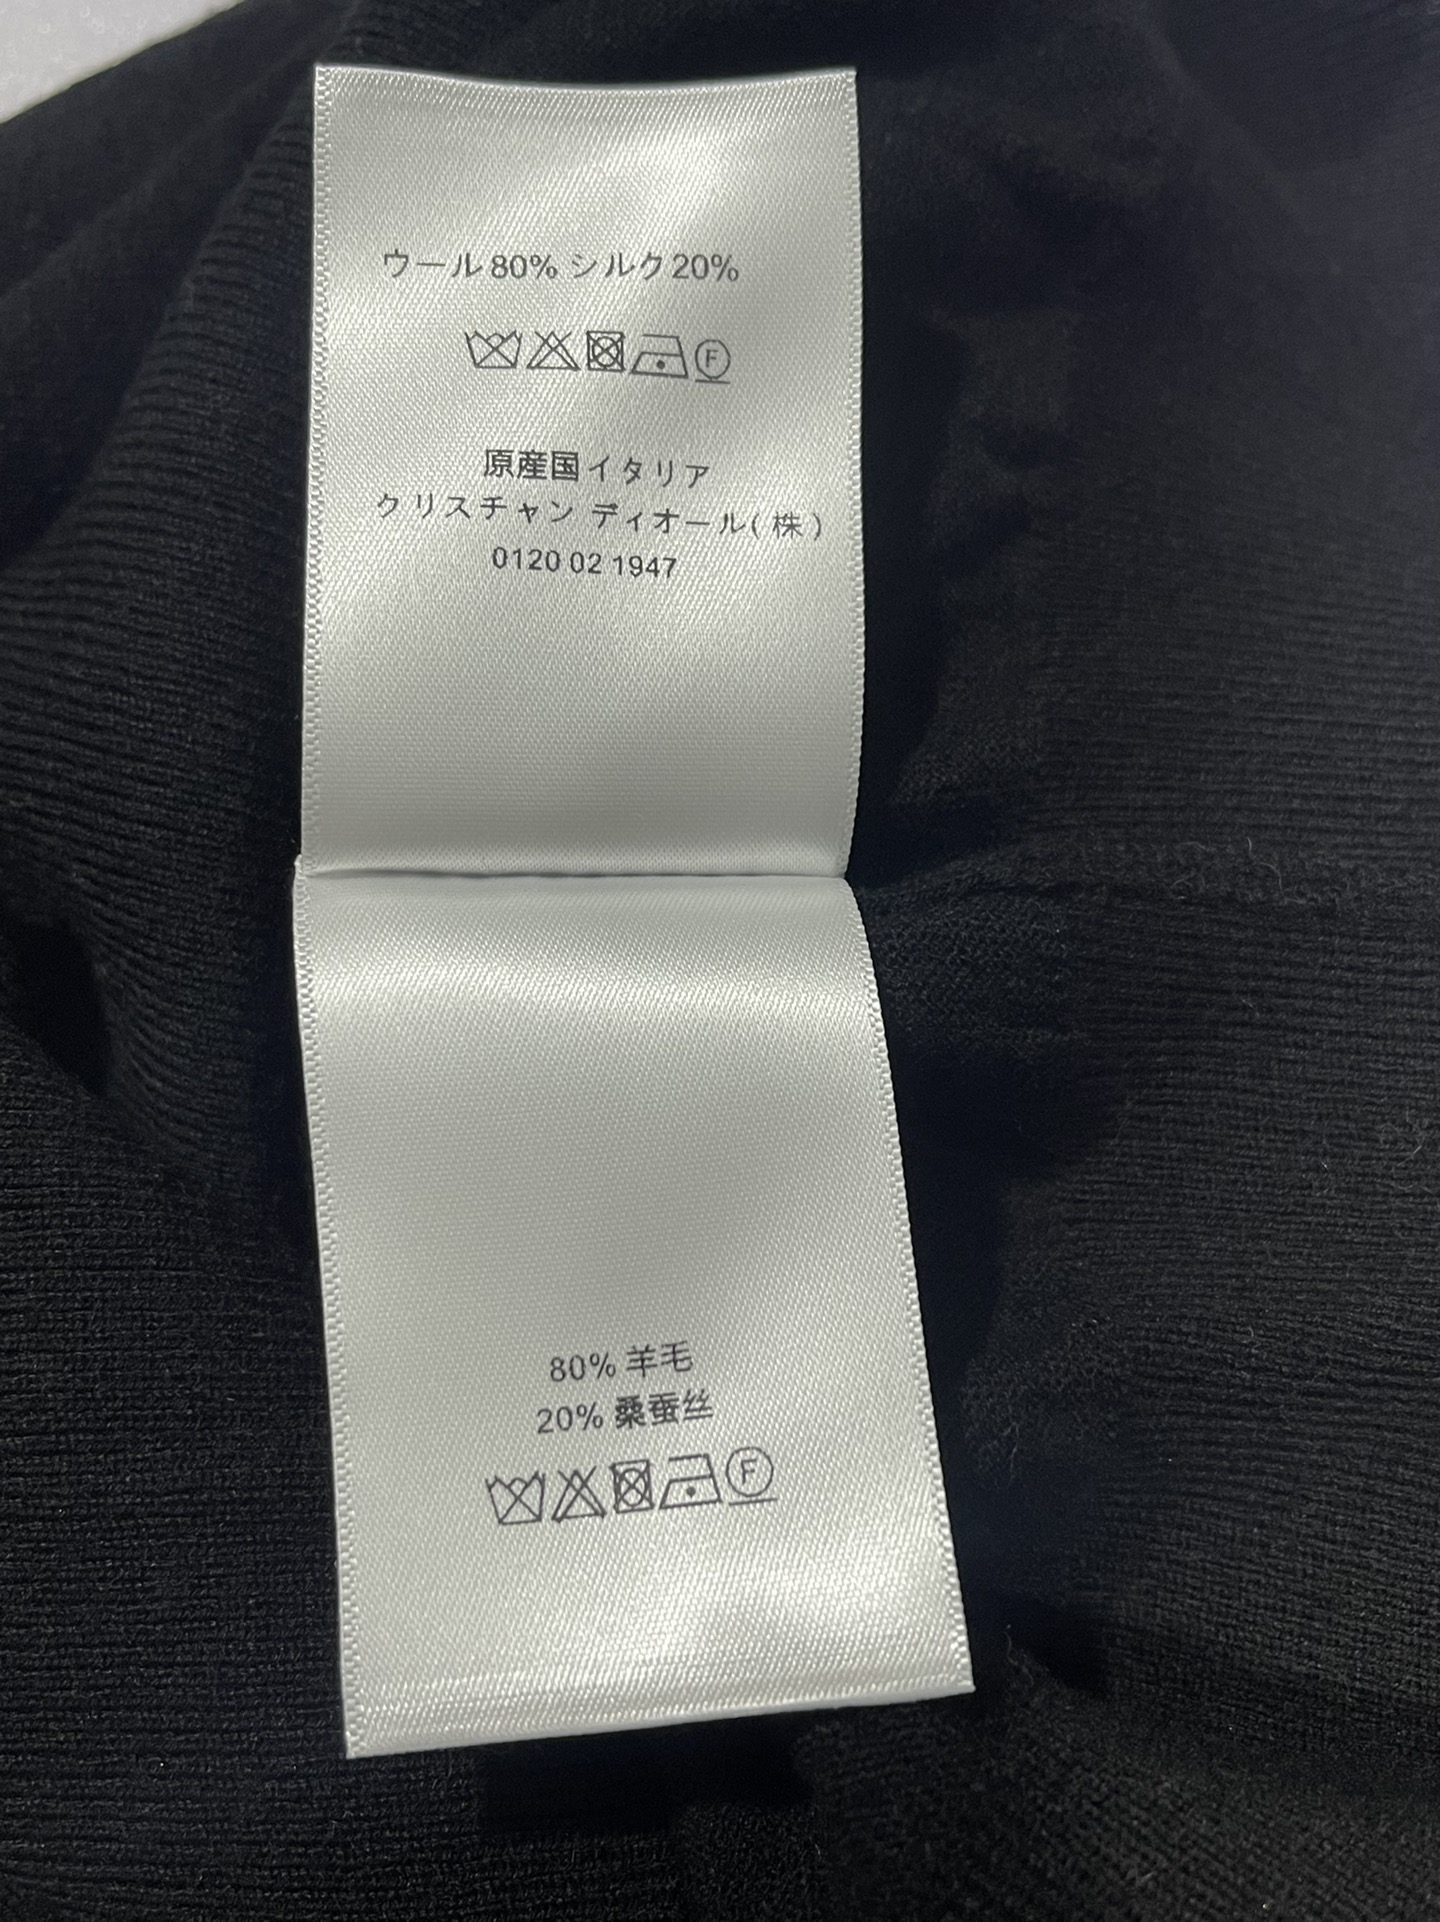 ウール80% シルク20%
F
原産国イタリア
クリスチャン ディオール(株)
0120 02 1947
80% 羊毛
20% 桑蚕丝
F